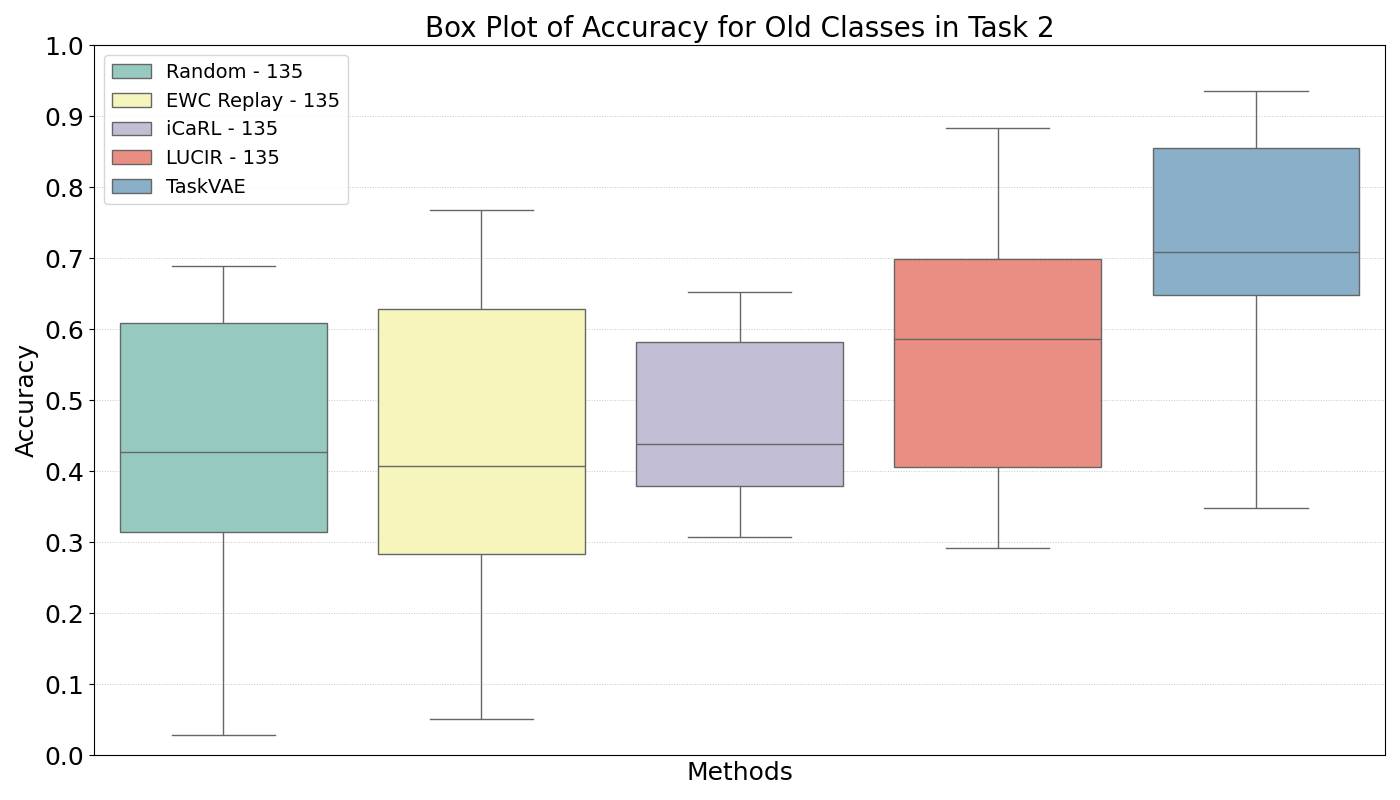 Box Plot of Accuracy for Old Classes in Task 2
1.0
0.9
0.8
0.7
0.6
0.5
0.4
0.3
0.2
0.1
0.0
Accuracy
Random - 135
EWC Replay - 135
iCaRL - 135
LUCIR - 135
TaskVAE
Methods